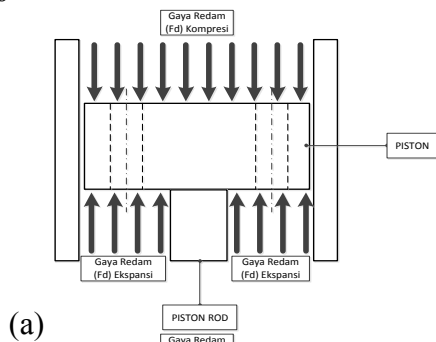 Gaya Redam
(Fd) Kompresi
PISTON
Gaya Redam
(Fd) Ekspansi
Gaya Redam
(Fd) Ekspansi
PISTON ROD
(a)
Gaya Redam